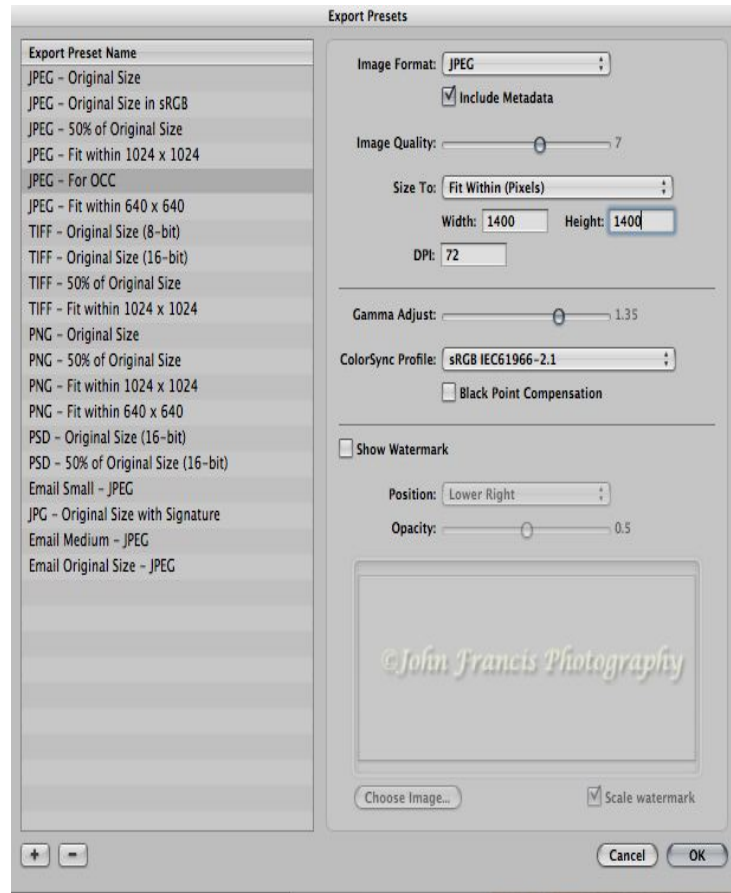 Export Presets
Export Preset Name
JPEG – Original Size
JPEG – Original Size in sRGB
JPEG – 50% of Original Size
JPEG – Fit within 1024 x 1024
JPEG – For OCC
JPEG – Fit within 640 x 640
TIFF – Original Size (8-bit)
TIFF – Original Size (16-bit)
TIFF – 50% of Original Size
TIFF – Fit within 1024 x 1024
PNG – Original Size
PNG – 50% of Original Size
PNG – Fit within 1024 x 1024
PNG – Fit within 640 x 640
PSD – Original Size (16-bit)
PSD – 50% of Original Size (16-bit)
Email Small – JPEG
JPG – Original Size with Signature
Email Medium – JPEG
Email Original Size – JPEG
Image Format: JPEG
Include Metadata
Image Quality: 7
Size To: Fit Within (Pixels)
Width: 1400 Height: 1400
DPI: 72
Gamma Adjust: 1.35
ColorSync Profile: sRGB IEC61966-2.1
Black Point Compensation
Show Watermark
Position: Lower Right
Opacity: 0.5
©John Francis Photography
Choose Image... Scale watermark
+ – Cancel OK